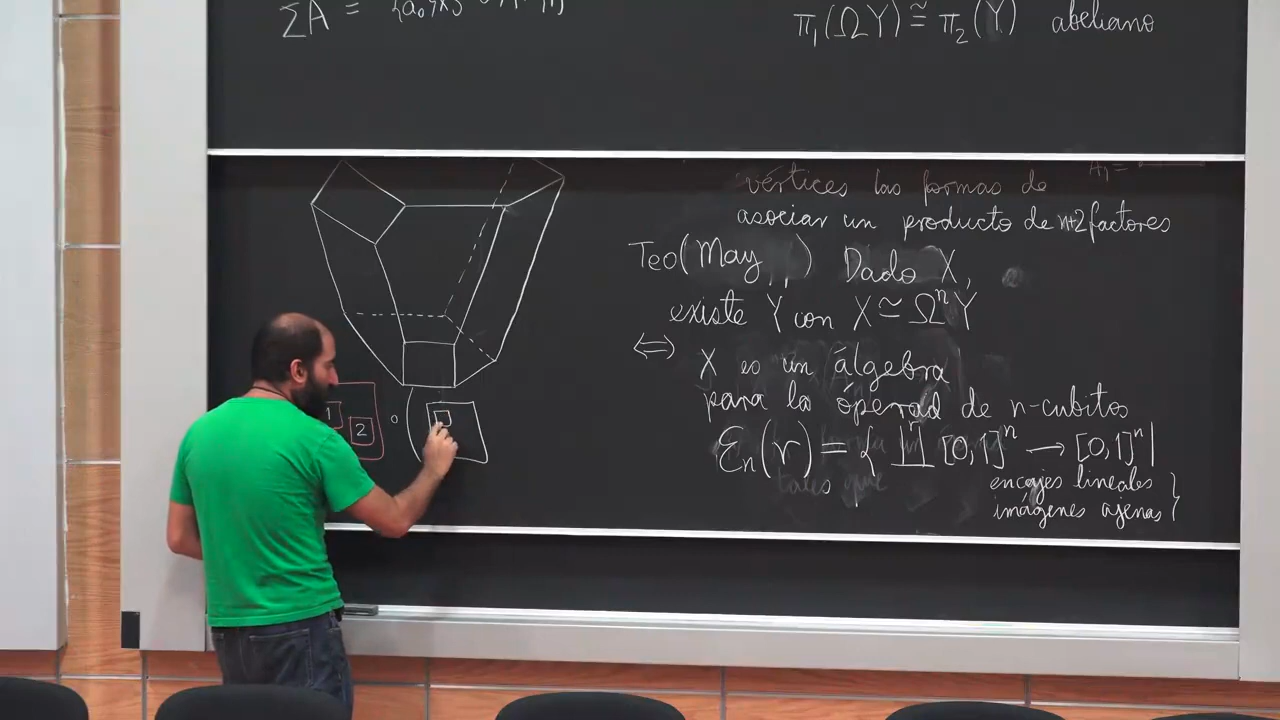 ΣA =
π₁(ΩY) ≅ π₂(Y) abeliano
vértices las formas de
asociar un producto de n+2 factores
Teo(May, ) Dado X,
existe Y con X ≃ ΩⁿY
⟺ X es un álgebra
para la óperad de n-cubitos
𝓔n(r) = { ∐ʳ [0,1]ⁿ → [0,1]ⁿ |
encajes lineales
imágenes ajenas }
1
2
∘ (